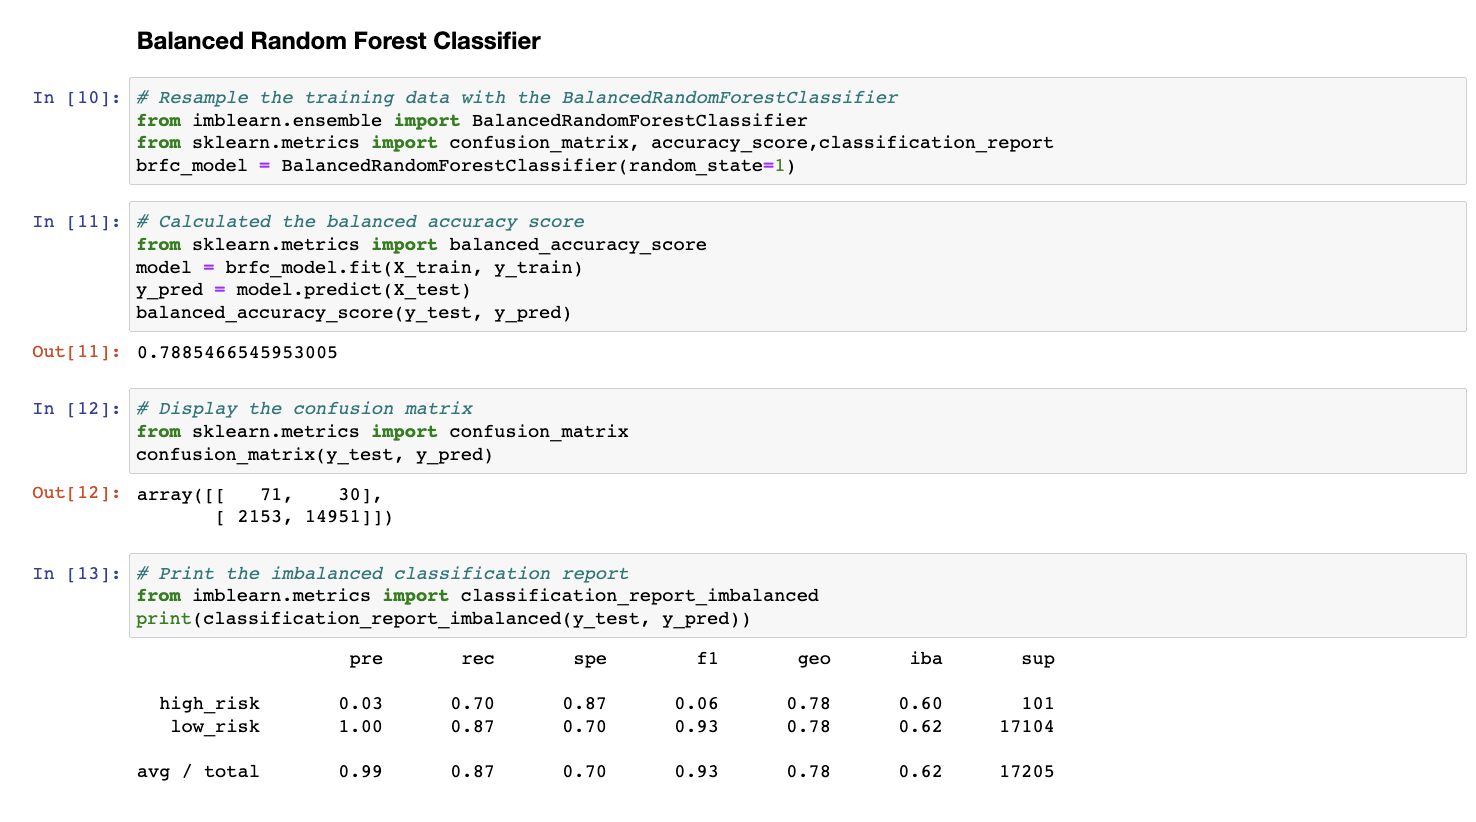 Balanced Random Forest Classifier
In [10]: # Resample the training data with the BalancedRandomForestClassifier
from imblearn.ensemble import BalancedRandomForestClassifier
from sklearn.metrics import confusion_matrix, accuracy_score,classification_report
brfc_model = BalancedRandomForestClassifier(random_state=1)
In [11]: # Calculated the balanced accuracy score
from sklearn.metrics import balanced_accuracy_score
model = brfc_model.fit(X_train, y_train)
y_pred = model.predict(X_test)
balanced_accuracy_score(y_test, y_pred)
Out[11]: 0.7885466545953005
In [12]: # Display the confusion matrix
from sklearn.metrics import confusion_matrix
confusion_matrix(y_test, y_pred)
Out[12]: array([[   71,    30],
       [ 2153, 14951]])
In [13]: # Print the imbalanced classification report
from imblearn.metrics import classification_report_imbalanced
print(classification_report_imbalanced(y_test, y_pred))
                   pre       rec       spe        f1       geo       iba       sup
  high_risk       0.03      0.70      0.87      0.06      0.78      0.60       101
   low_risk       1.00      0.87      0.70      0.93      0.78      0.62     17104
avg / total       0.99      0.87      0.70      0.93      0.78      0.62     17205